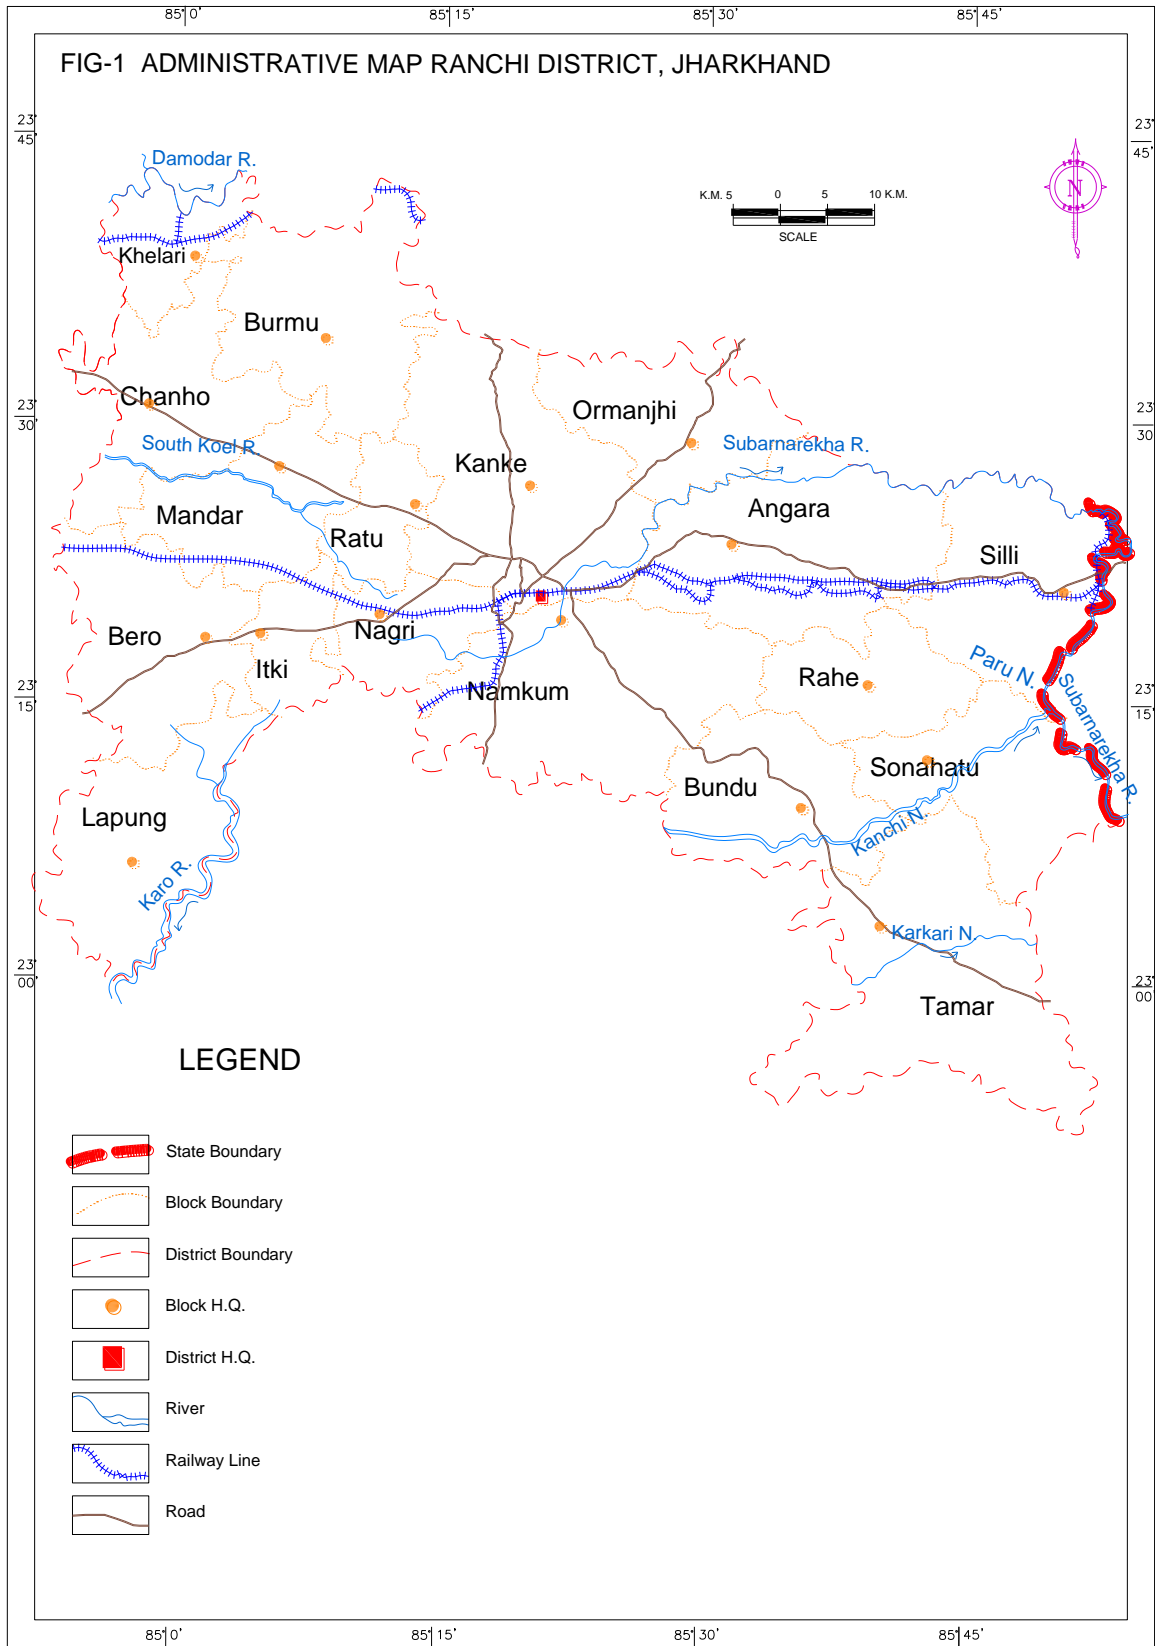 85°0' 85°15' 85°30' 85°45'
FIG-1 ADMINISTRATIVE MAP RANCHI DISTRICT, JHARKHAND
23° 45'
23° 45'
Damodar R.
K.M. 5 0 5 10 K.M.
SCALE
N
Khelari
Burmu
Chanho
23° 30'
23° 30'
Ormanjhi
South Koel R.
Subarnarekha R.
Kanke
Mandar
Angara
Ratu
Silli
Bero
Nagri
Itki
Paru N.
Rahe
Namkum
23° 15'
23° 15'
Subarnarekha R.
Sonahatu
Bundu
Lapung
Kanchi N.
Karo R.
Karkari N.
23° 00'
23° 00'
Tamar
LEGEND
State Boundary
Block Boundary
District Boundary
Block H.Q.
District H.Q.
River
Railway Line
Road
85°0' 85°15' 85°30' 85°45'